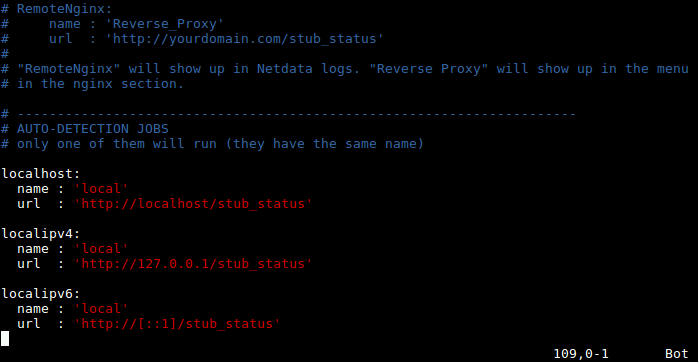 # RemoteNginx:
#     name : 'Reverse_Proxy'
#     url  : 'http://yourdomain.com/stub_status'
#
# "RemoteNginx" will show up in Netdata logs. "Reverse Proxy" will show up in the menu
# in the nginx section.

# ----------------------------------------------------------------------
# AUTO-DETECTION JOBS
# only one of them will run (they have the same name)

localhost:
  name : 'local'
  url  : 'http://localhost/stub_status'

localipv4:
  name : 'local'
  url  : 'http://127.0.0.1/stub_status'

localipv6:
  name : 'local'
  url  : 'http://[::1]/stub_status'
109,0-1       Bot